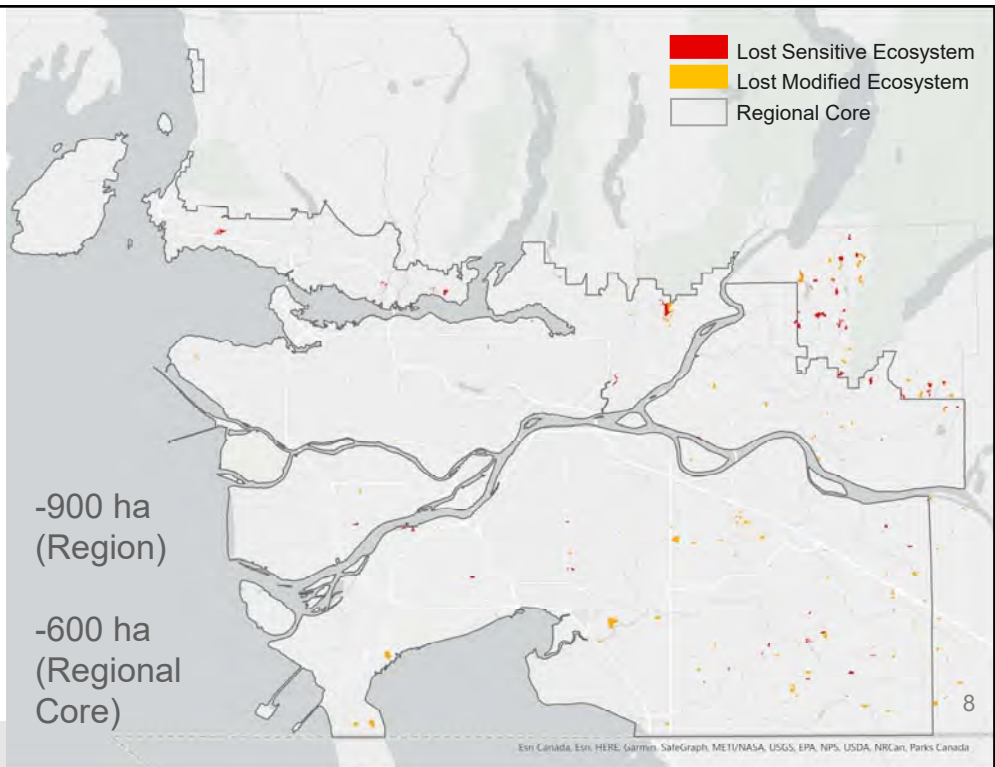 Lost Sensitive Ecosystem
Lost Modified Ecosystem
Regional Core
-900 ha
(Region)
-600 ha
(Regional
Core)
8
Esri Canada, Esri, HERE, Garmin, SafeGraph, METI/NASA, USGS, EPA, NPS, USDA, NRCan, Parks Canada